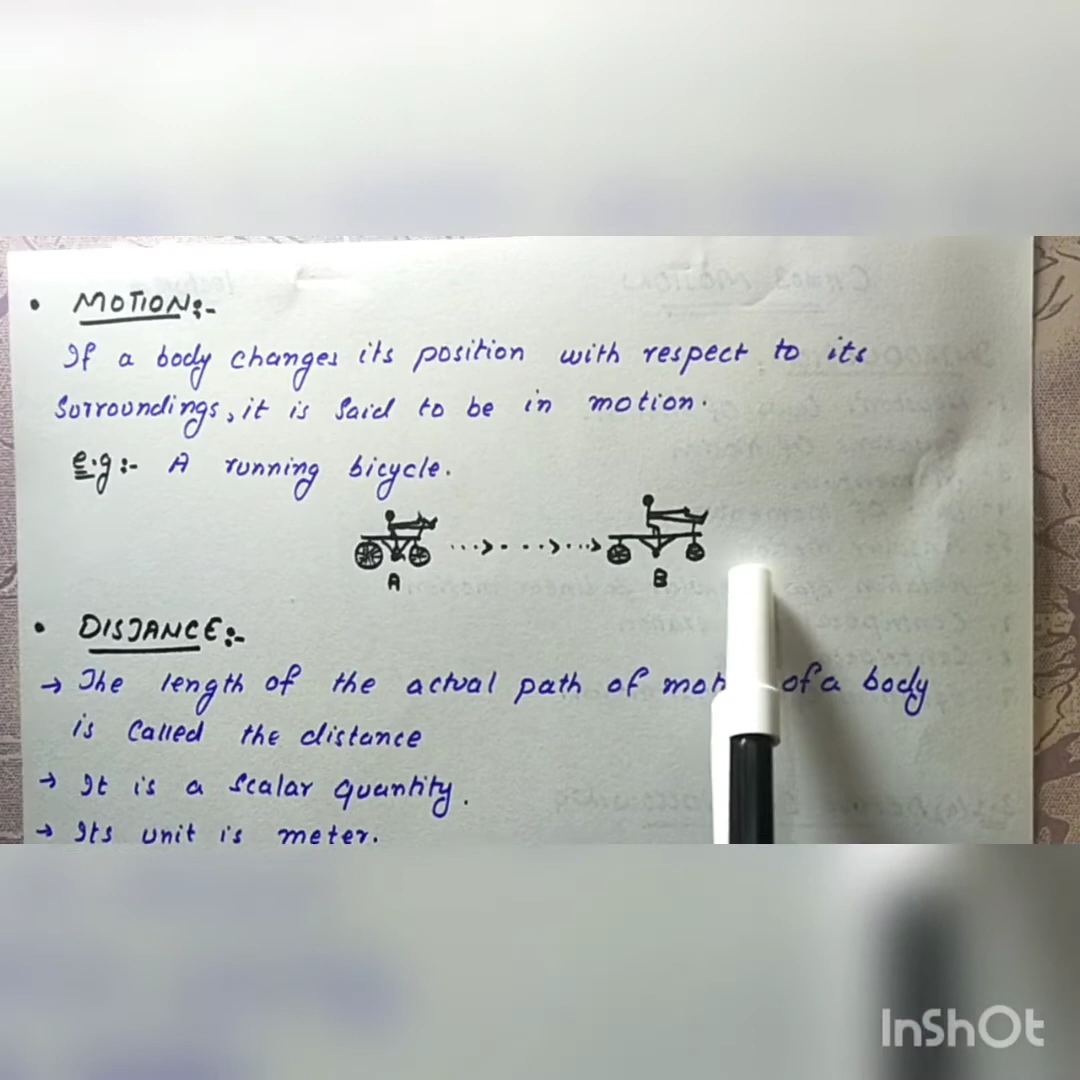 • MOTION:-
If a body changes its position with respect to its
surroundings, it is said to be in motion.
e.g:- A running bicycle.
A B
• DISTANCE:-
→ The length of the actual path of of a body
is called the distance
→ It is a scalar quantity.
→ Its unit is meter.
InShOt